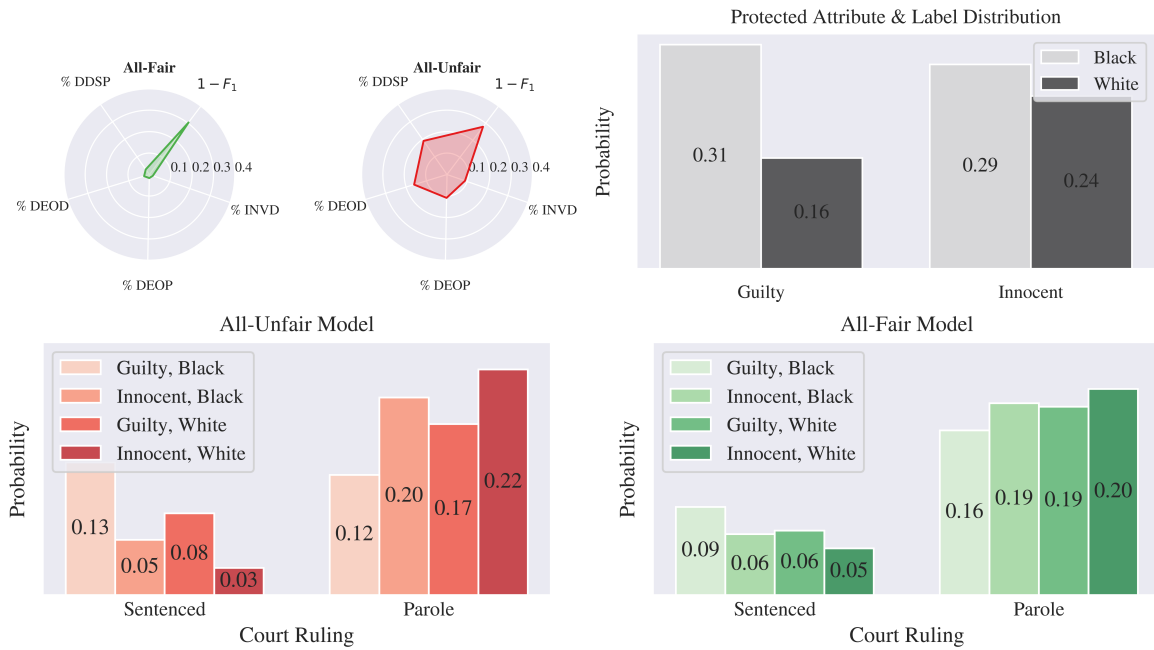 All-Fair
% DDSP
1 − F₁
0.1 0.2 0.3 0.4
% DEOD
% INVD
% DEOP
All-Unfair
% DDSP
1 − F₁
0.1 0.2 0.3 0.4
% DEOD
% INVD
% DEOP
Protected Attribute & Label Distribution
Black
White
Probability
0.31
0.16
0.29
0.24
Guilty
Innocent
All-Unfair Model
Guilty, Black
Innocent, Black
Guilty, White
Innocent, White
Probability
0.13
0.05
0.08
0.03
0.12
0.20
0.17
0.22
Sentenced
Parole
Court Ruling
All-Fair Model
Guilty, Black
Innocent, Black
Guilty, White
Innocent, White
Probability
0.09
0.06
0.06
0.05
0.16
0.19
0.19
0.20
Sentenced
Parole
Court Ruling